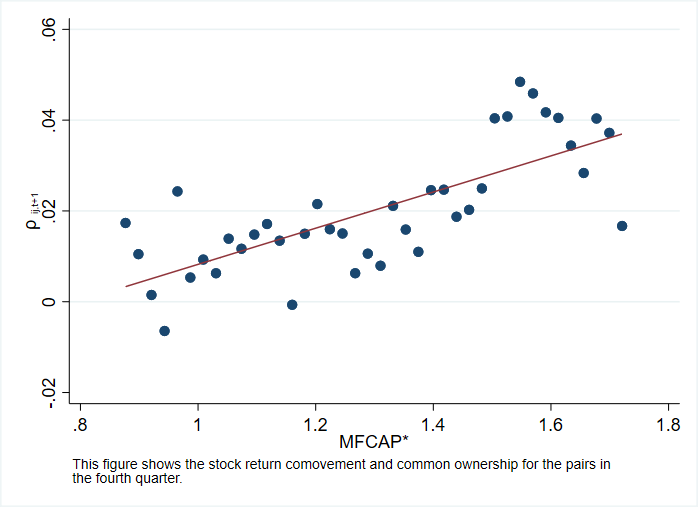 .06
.04
.02
0
-.02
ρ ij,t+1
.8 1 1.2 1.4 1.6 1.8
MFCAP*
This figure shows the stock return comovement and common ownership for the pairs in
the fourth quarter.